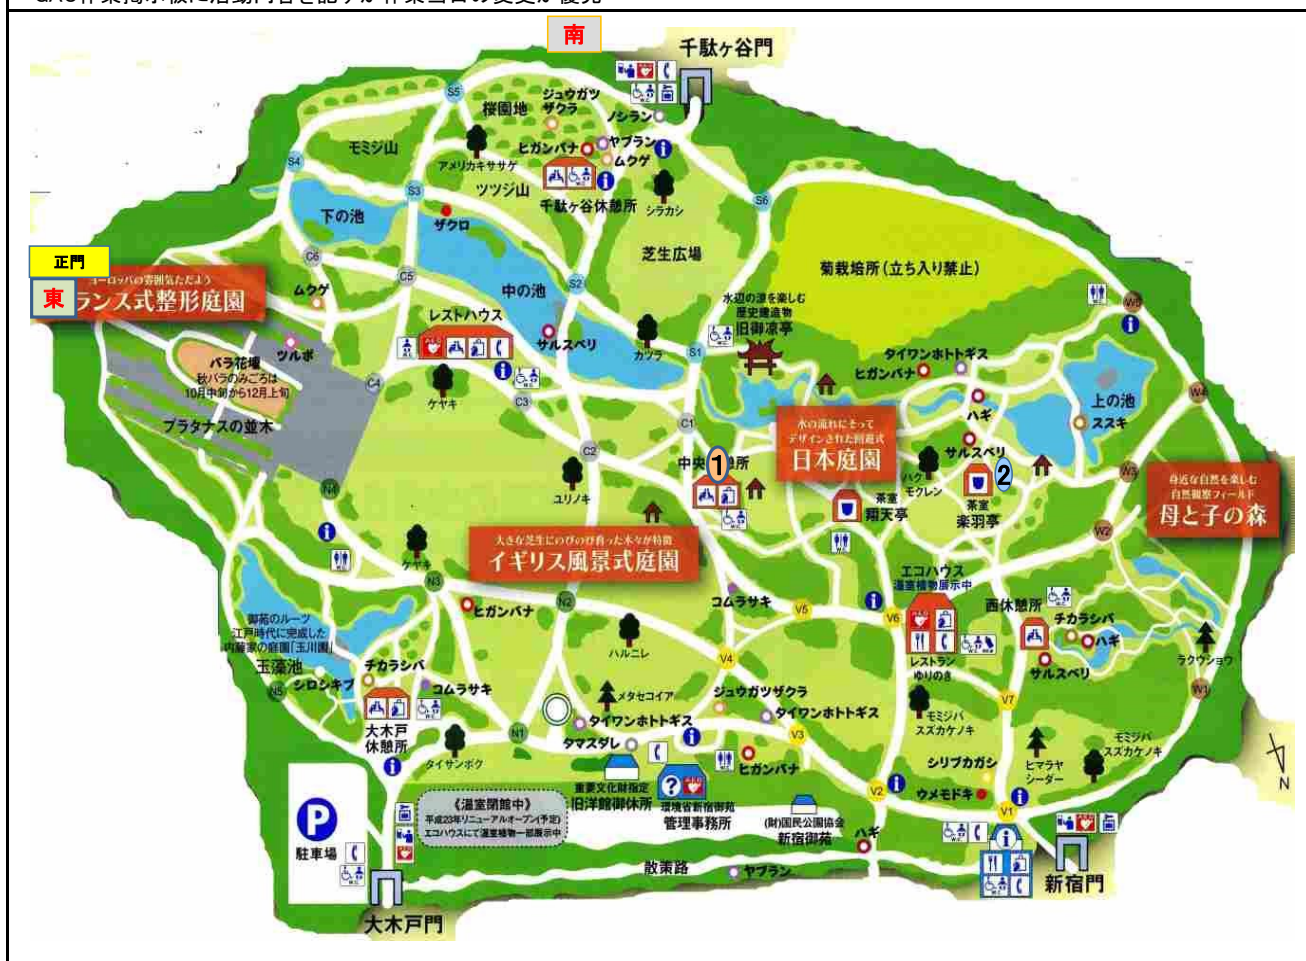 南
千駄ヶ谷門
S5
桜園地
ジュウガツ
ザクラ
ノシラン
モミジ山
アメリカキササゲ
ヒガンバナ
ヤブラン
ムクゲ
S4
S3
ツツジ山
千駄ヶ谷休憩所
シラカシ
S6
下の池
ザクロ
芝生広場
菊栽培所(立ち入り禁止)
正門
東
ランス式整形庭園
C6
C5
ムクゲ
中の池
S2
水辺の涼を楽しむ
歴史建造物
旧御凉亭
W5
レストハウス
サルスベリ
カツラ
S1
ツルボ
バラ花壇
秋バラのみごろは
10月中旬から12月上旬
プラタナスの並木
C4
ケヤキ
C3
タイワンホトトギス
ヒガンバナ
ハギ
上の池
ススキ
W4
C1
C2
水の流れにそって
デザインされた回遊式
日本庭園
サルスベリ
ハク
モクレン
1
2
茶室
楽羽亭
茶室
翔天亭
W3
身近な自然を楽しむ
自然観察フィールド
母と子の森
ユリノキ
N4
大きな芝生にのびのび育った木々が特徴
イギリス風景式庭園
W2
ケヤキ
N3
ヒガンバナ
N2
コムラサキ
V5
V6
エコハウス
温室植物展示中
西休憩所
チカラシバ
ハギ
サルスベリ
ラクウショウ
W1
御苑のルーツ
江戸時代に完成した
内藤家の庭園「玉川園」
玉藻池
シロシキブ
N5
チカラシバ
コムラサキ
ハルニレ
V4
レストラン
ゆりのき
大木戸
休憩所
メタセコイア
ジュウガツザクラ
タイワンホトトギス
タイワンホトトギス
タマスダレ
N1
タイサンボク
V3
ヒガンバナ
モミジバ
スズカケノキ
V7
シリブカガシ
ヒマラヤ
シーダー
モミジバ
スズカケノキ
N
V2
ウメモドキ
V1
重要文化財指定
旧洋館御休所
環境省新宿御苑
管理事務所
(財)国民公園協会
新宿御苑
ハギ
《温室閉館中》
平成23年リニューアルオープン(予定)
エコハウスにて温室植物一部展示中
P
駐車場
散策路
ヤブラン
新宿門
大木戸門